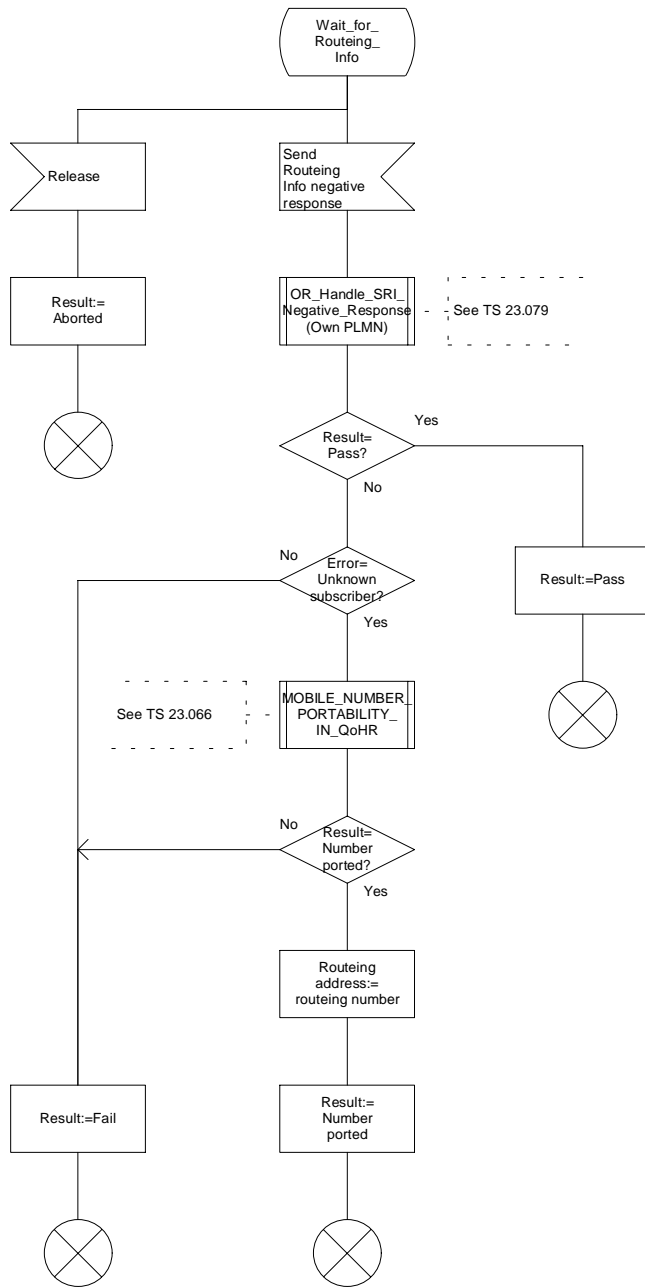 Wait_for_
Routeing_
Info
Release
Send
Routeing
Info negative
response
Result:=
Aborted
OR_Handle_SRI_
Negative_Response
(Own PLMN)
See TS 23.079
Yes
Result=
Pass?
No
No
Error=
Unknown
subscriber?
Result:=Pass
Yes
See TS 23.066
MOBILE_NUMBER_
PORTABILITY_
IN_QoHR
No
Result=
Number
ported?
Yes
Routeing
address:=
routeing number
Result:=Fail
Result:=
Number
ported